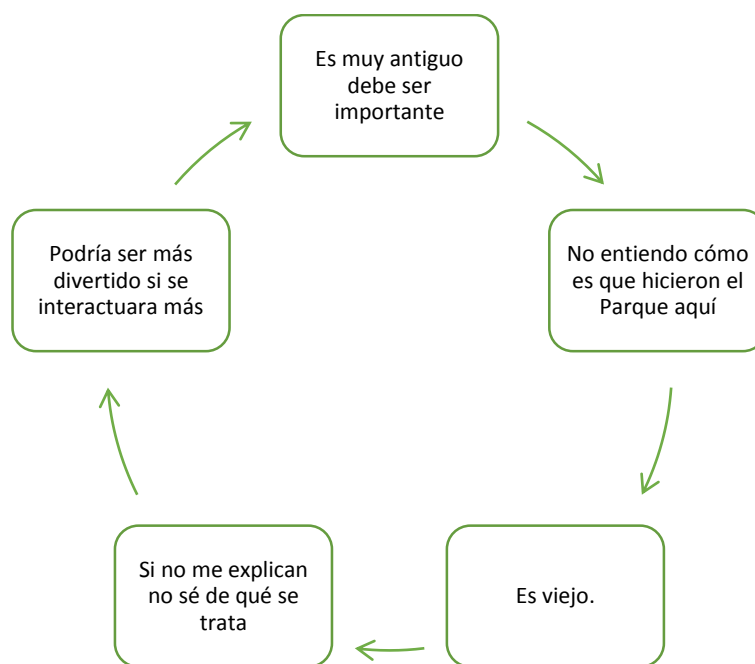 Es muy antiguo
debe ser
importante
No entiendo cómo
es que hicieron el
Parque aquí
Es viejo.
Si no me explican
no sé de qué se
trata
Podría ser más
divertido si se
interactuara más